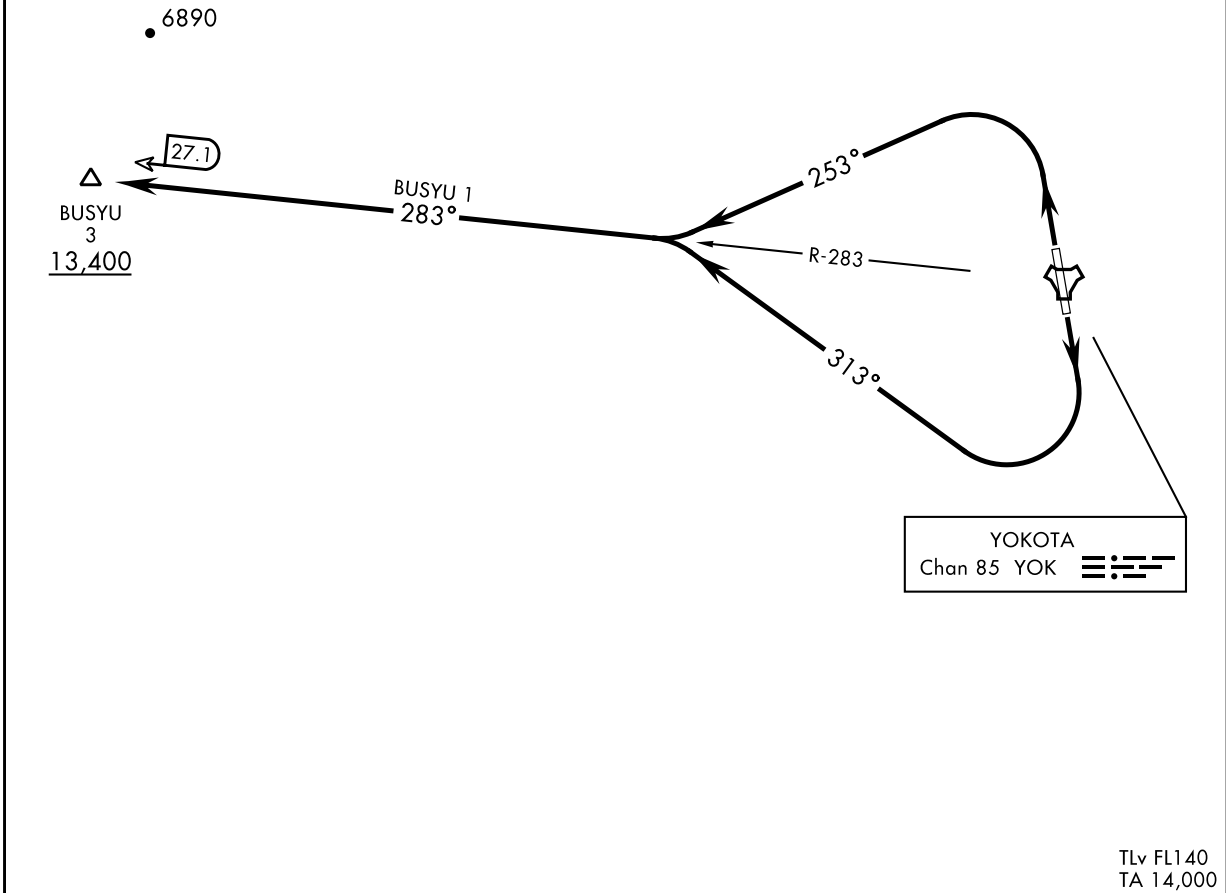 6890
27.1
BUSYU
3
13,400
BUSYU 1
283°
253°
R-283
313°
YOKOTA
Chan 85 YOK
TLv FL140
TA 14,000